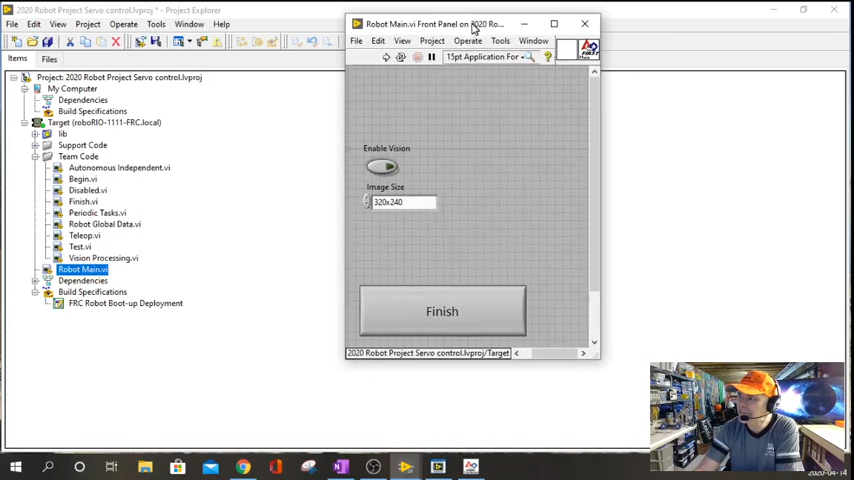 2020 Robot Project Servo control.lvproj * - Project Explorer
File Edit View Project Operate Tools Window Help
Items Files
Project: 2020 Robot Project Servo control.lvproj
My Computer
Dependencies
Build Specifications
Target (roboRIO-1111-FRC.local)
lib
Support Code
Team Code
Autonomous Independent.vi
Begin.vi
Disabled.vi
Finish.vi
Periodic Tasks.vi
Robot Global Data.vi
Teleop.vi
Test.vi
Vision Processing.vi
Robot Main.vi
Dependencies
Build Specifications
FRC Robot Boot-up Deployment
Robot Main.vi Front Panel on 2020 Ro...
File Edit View Project Operate Tools Window
15pt Application For
FIRST
Main
Enable Vision
Image Size
320x240
Finish
2020 Robot Project Servo control.lvproj/Target
2020-04-14